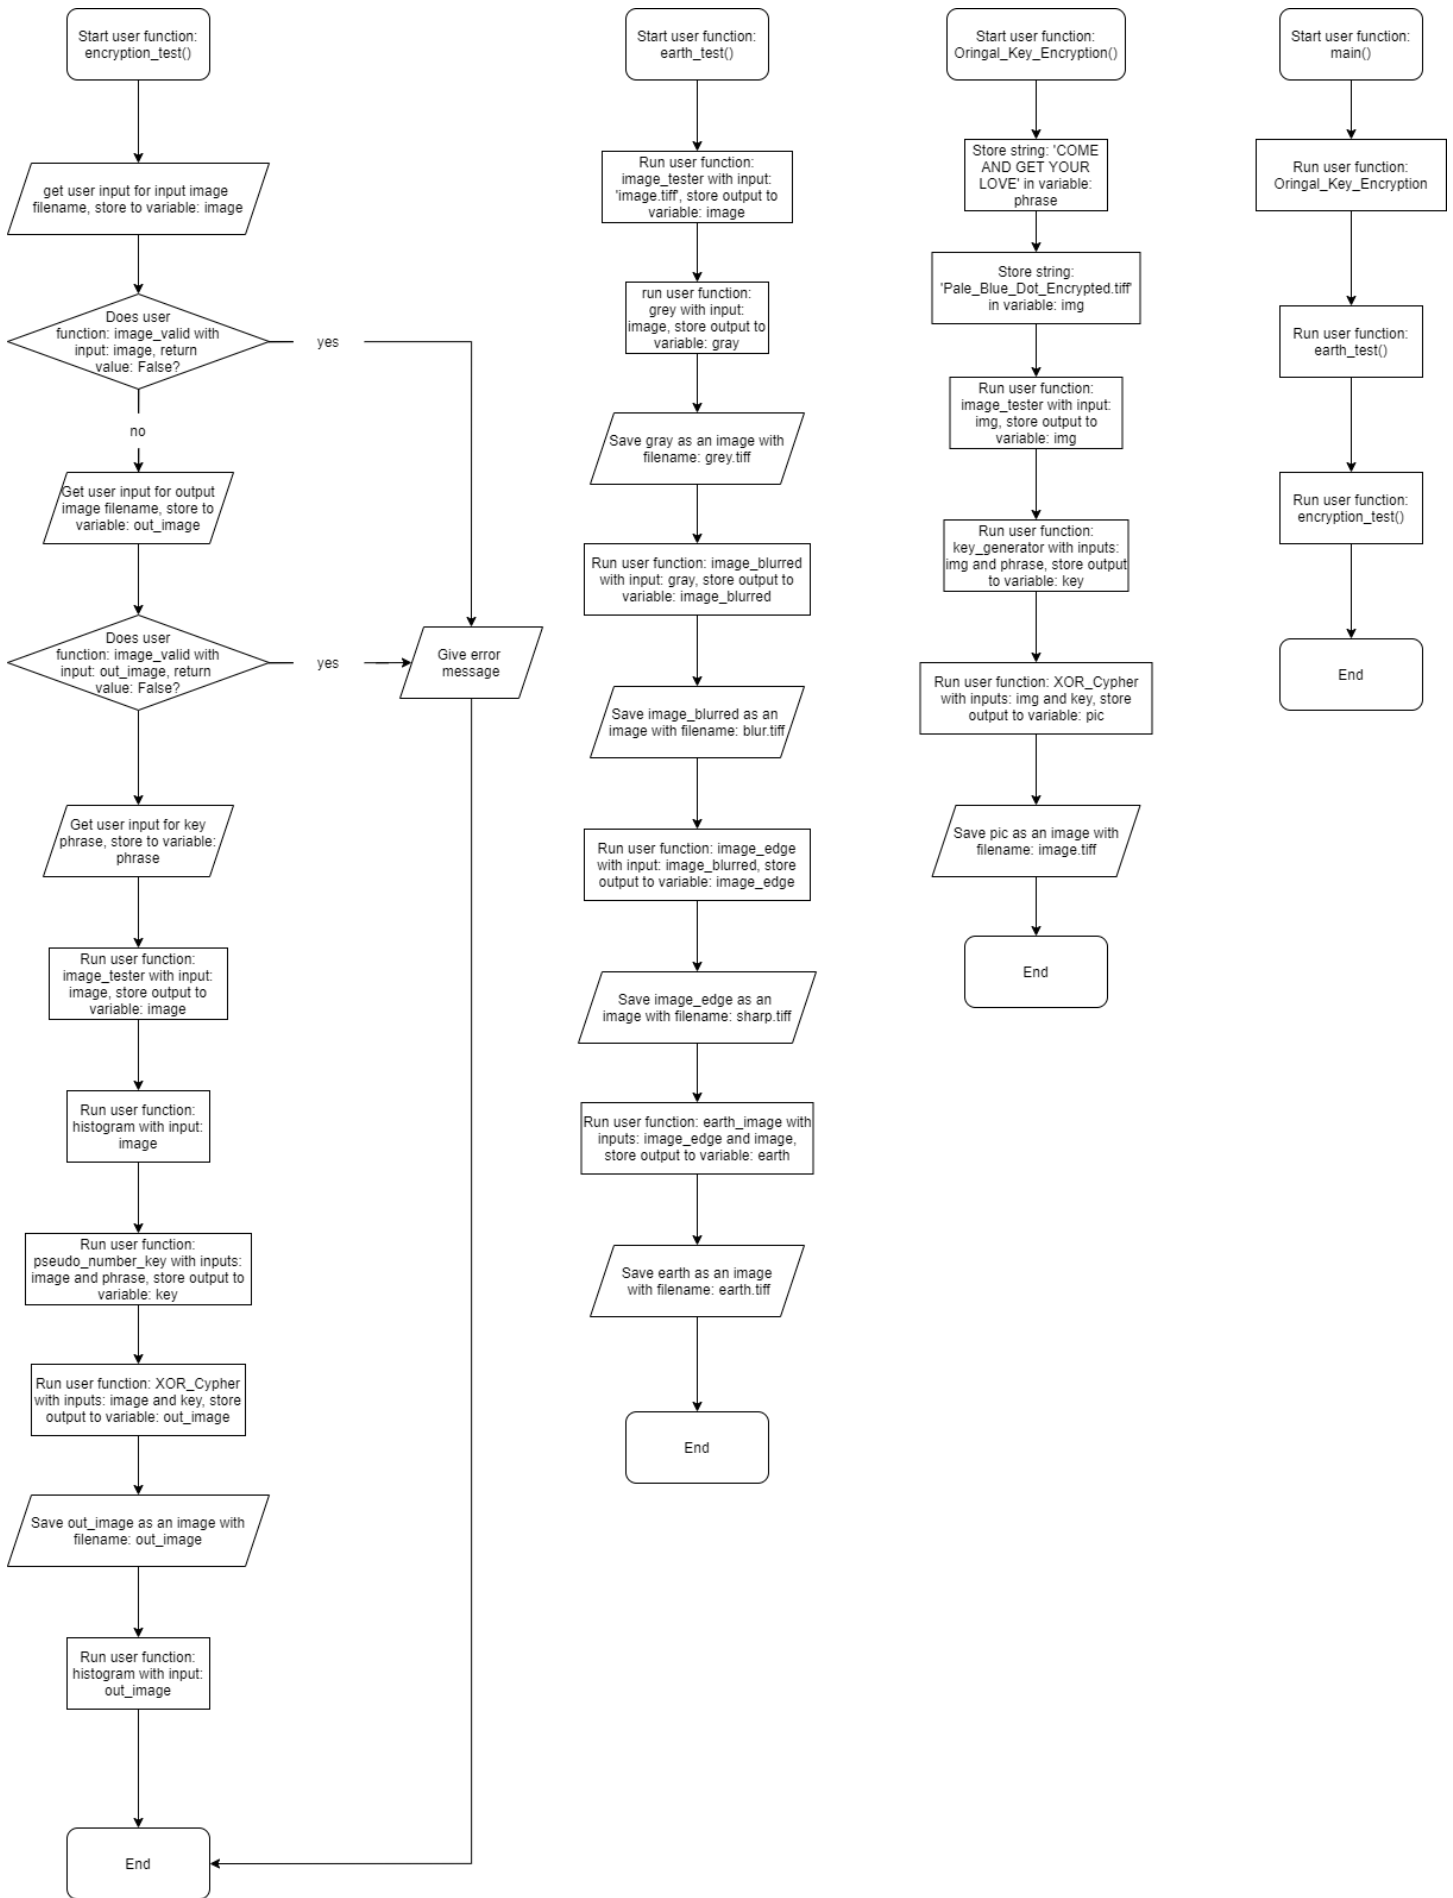 Start user function:
encryption_test()
get user input for input image
filename, store to variable: image
Does user
function: image_valid with
input: image, return
value: False?
yes
no
Get user input for output
image filename, store to
variable: out_image
Does user
function: image_valid with
input: out_image, return
value: False?
yes
Give error
message
Get user input for key
phrase, store to variable:
phrase
Run user function:
image_tester with input:
image, store output to
variable: image
Run user function:
histogram with input:
image
Run user function:
pseudo_number_key with inputs:
image and phrase, store output to
variable: key
Run user function: XOR_Cypher
with inputs: image and key, store
output to variable: out_image
Save out_image as an image with
filename: out_image
Run user function:
histogram with input:
out_image
End
Start user function:
earth_test()
Run user function:
image_tester with input:
'image.tiff', store output to
variable: image
run user function:
grey with input:
image, store output to
variable: gray
Save gray as an image with
filename: grey.tiff
Run user function: image_blurred
with input: gray, store output to
variable: image_blurred
Save image_blurred as an
image with filename: blur.tiff
Run user function: image_edge
with input: image_blurred, store
output to variable: image_edge
Save image_edge as an
image with filename: sharp.tiff
Run user function: earth_image with
inputs: image_edge and image,
store output to variable: earth
Save earth as an image
with filename: earth.tiff
End
Start user function:
Oringal_Key_Encryption()
Store string: 'COME
AND GET YOUR
LOVE' in variable:
phrase
Store string:
'Pale_Blue_Dot_Encrypted.tiff'
in variable: img
Run user function:
image_tester with input:
img, store output to
variable: img
Run user function:
key_generator with inputs:
img and phrase, store output
to variable: key
Run user function: XOR_Cypher
with inputs: img and key, store
output to variable: pic
Save pic as an image with
filename: image.tiff
End
Start user function:
main()
Run user function:
Oringal_Key_Encryption
Run user function:
earth_test()
Run user function:
encryption_test()
End